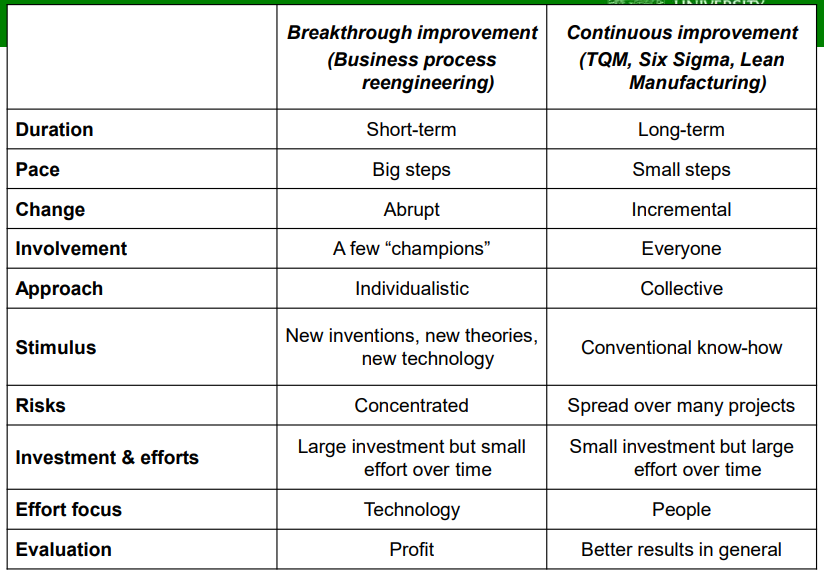 Breakthrough improvement
(Business process
reengineering)
Continuous improvement
(TQM, Six Sigma, Lean
Manufacturing)
Duration
Short-term
Long-term
Pace
Big steps
Small steps
Change
Abrupt
Incremental
Involvement
A few “champions”
Everyone
Approach
Individualistic
Collective
Stimulus
New inventions, new theories,
new technology
Conventional know-how
Risks
Concentrated
Spread over many projects
Investment & efforts
Large investment but small
effort over time
Small investment but large
effort over time
Effort focus
Technology
People
Evaluation
Profit
Better results in general